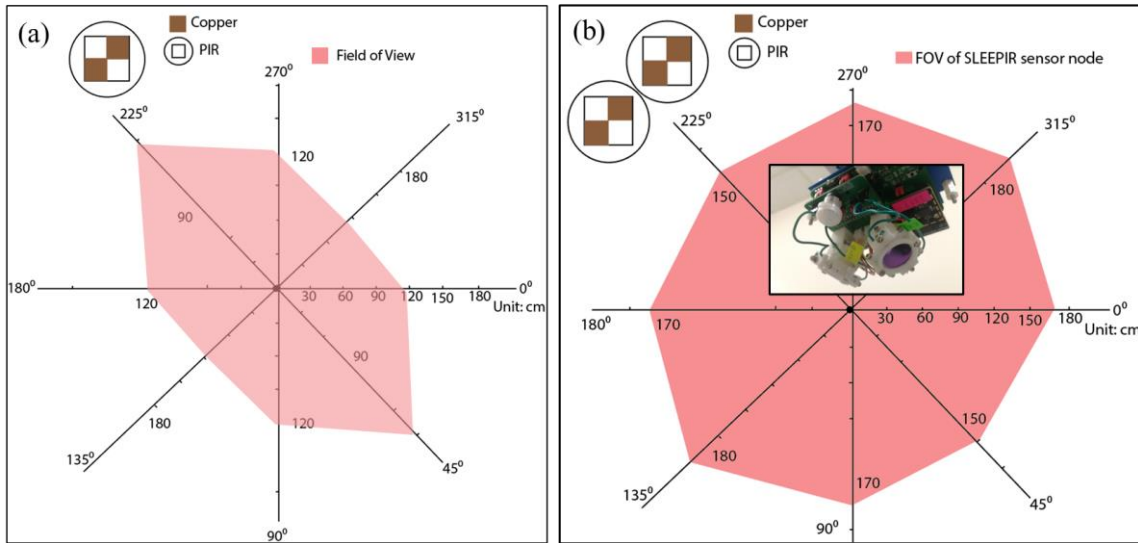 (a)
Copper
PIR
Field of View
270⁰
225⁰
315⁰
120
180
90
180⁰
120
30 60 90 120 150 180
0⁰
Unit: cm
90
180
120
135⁰
45⁰
90⁰
(b)
Copper
PIR
FOV of SLEEPIR sensor node
270⁰
225⁰
315⁰
170
150
180
180⁰
170
30 60 90 120 150 180
0⁰
Unit: cm
150
180
170
135⁰
45⁰
90⁰